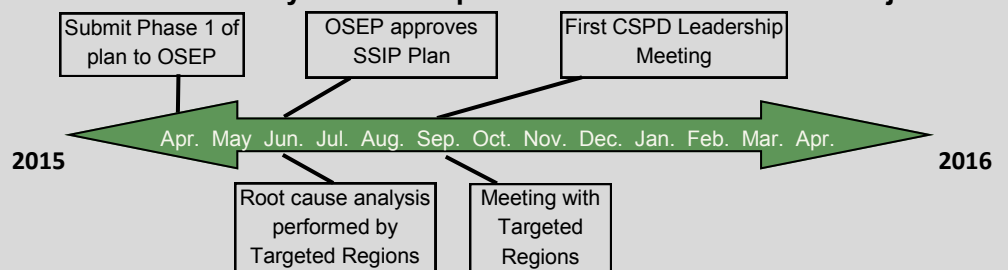 Submit Phase 1 of
plan to OSEP
OSEP approves
SSIP Plan
First CSPD Leadership
Meeting
Apr. May Jun. Jul. Aug. Sep. Oct. Nov. Dec. Jan. Feb. Mar. Apr.
2015
2016
Root cause analysis
performed by
Targeted Regions
Meeting with
Targeted
Regions